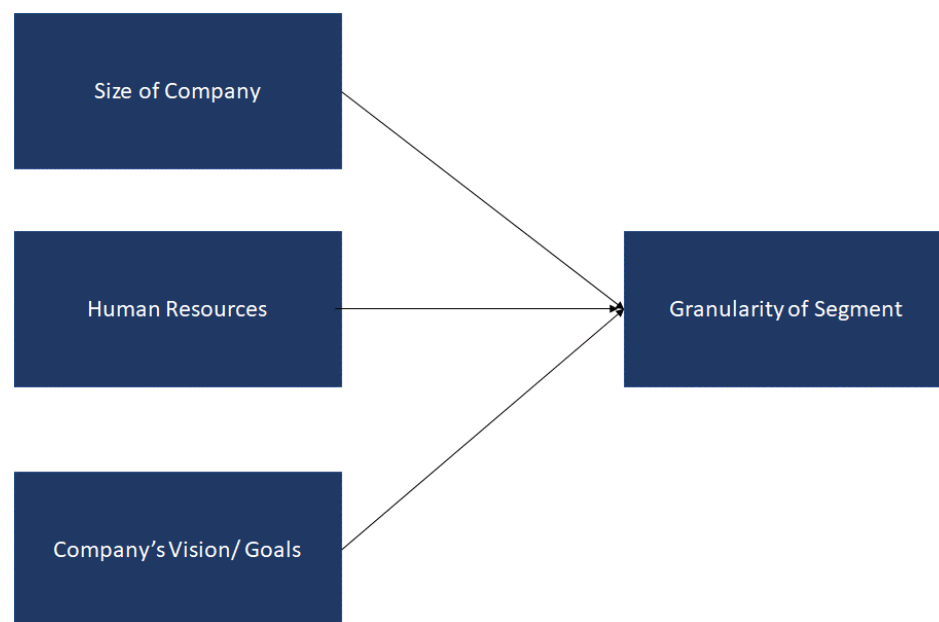 Size of Company
Human Resources
Granularity of Segment
Company’s Vision/ Goals